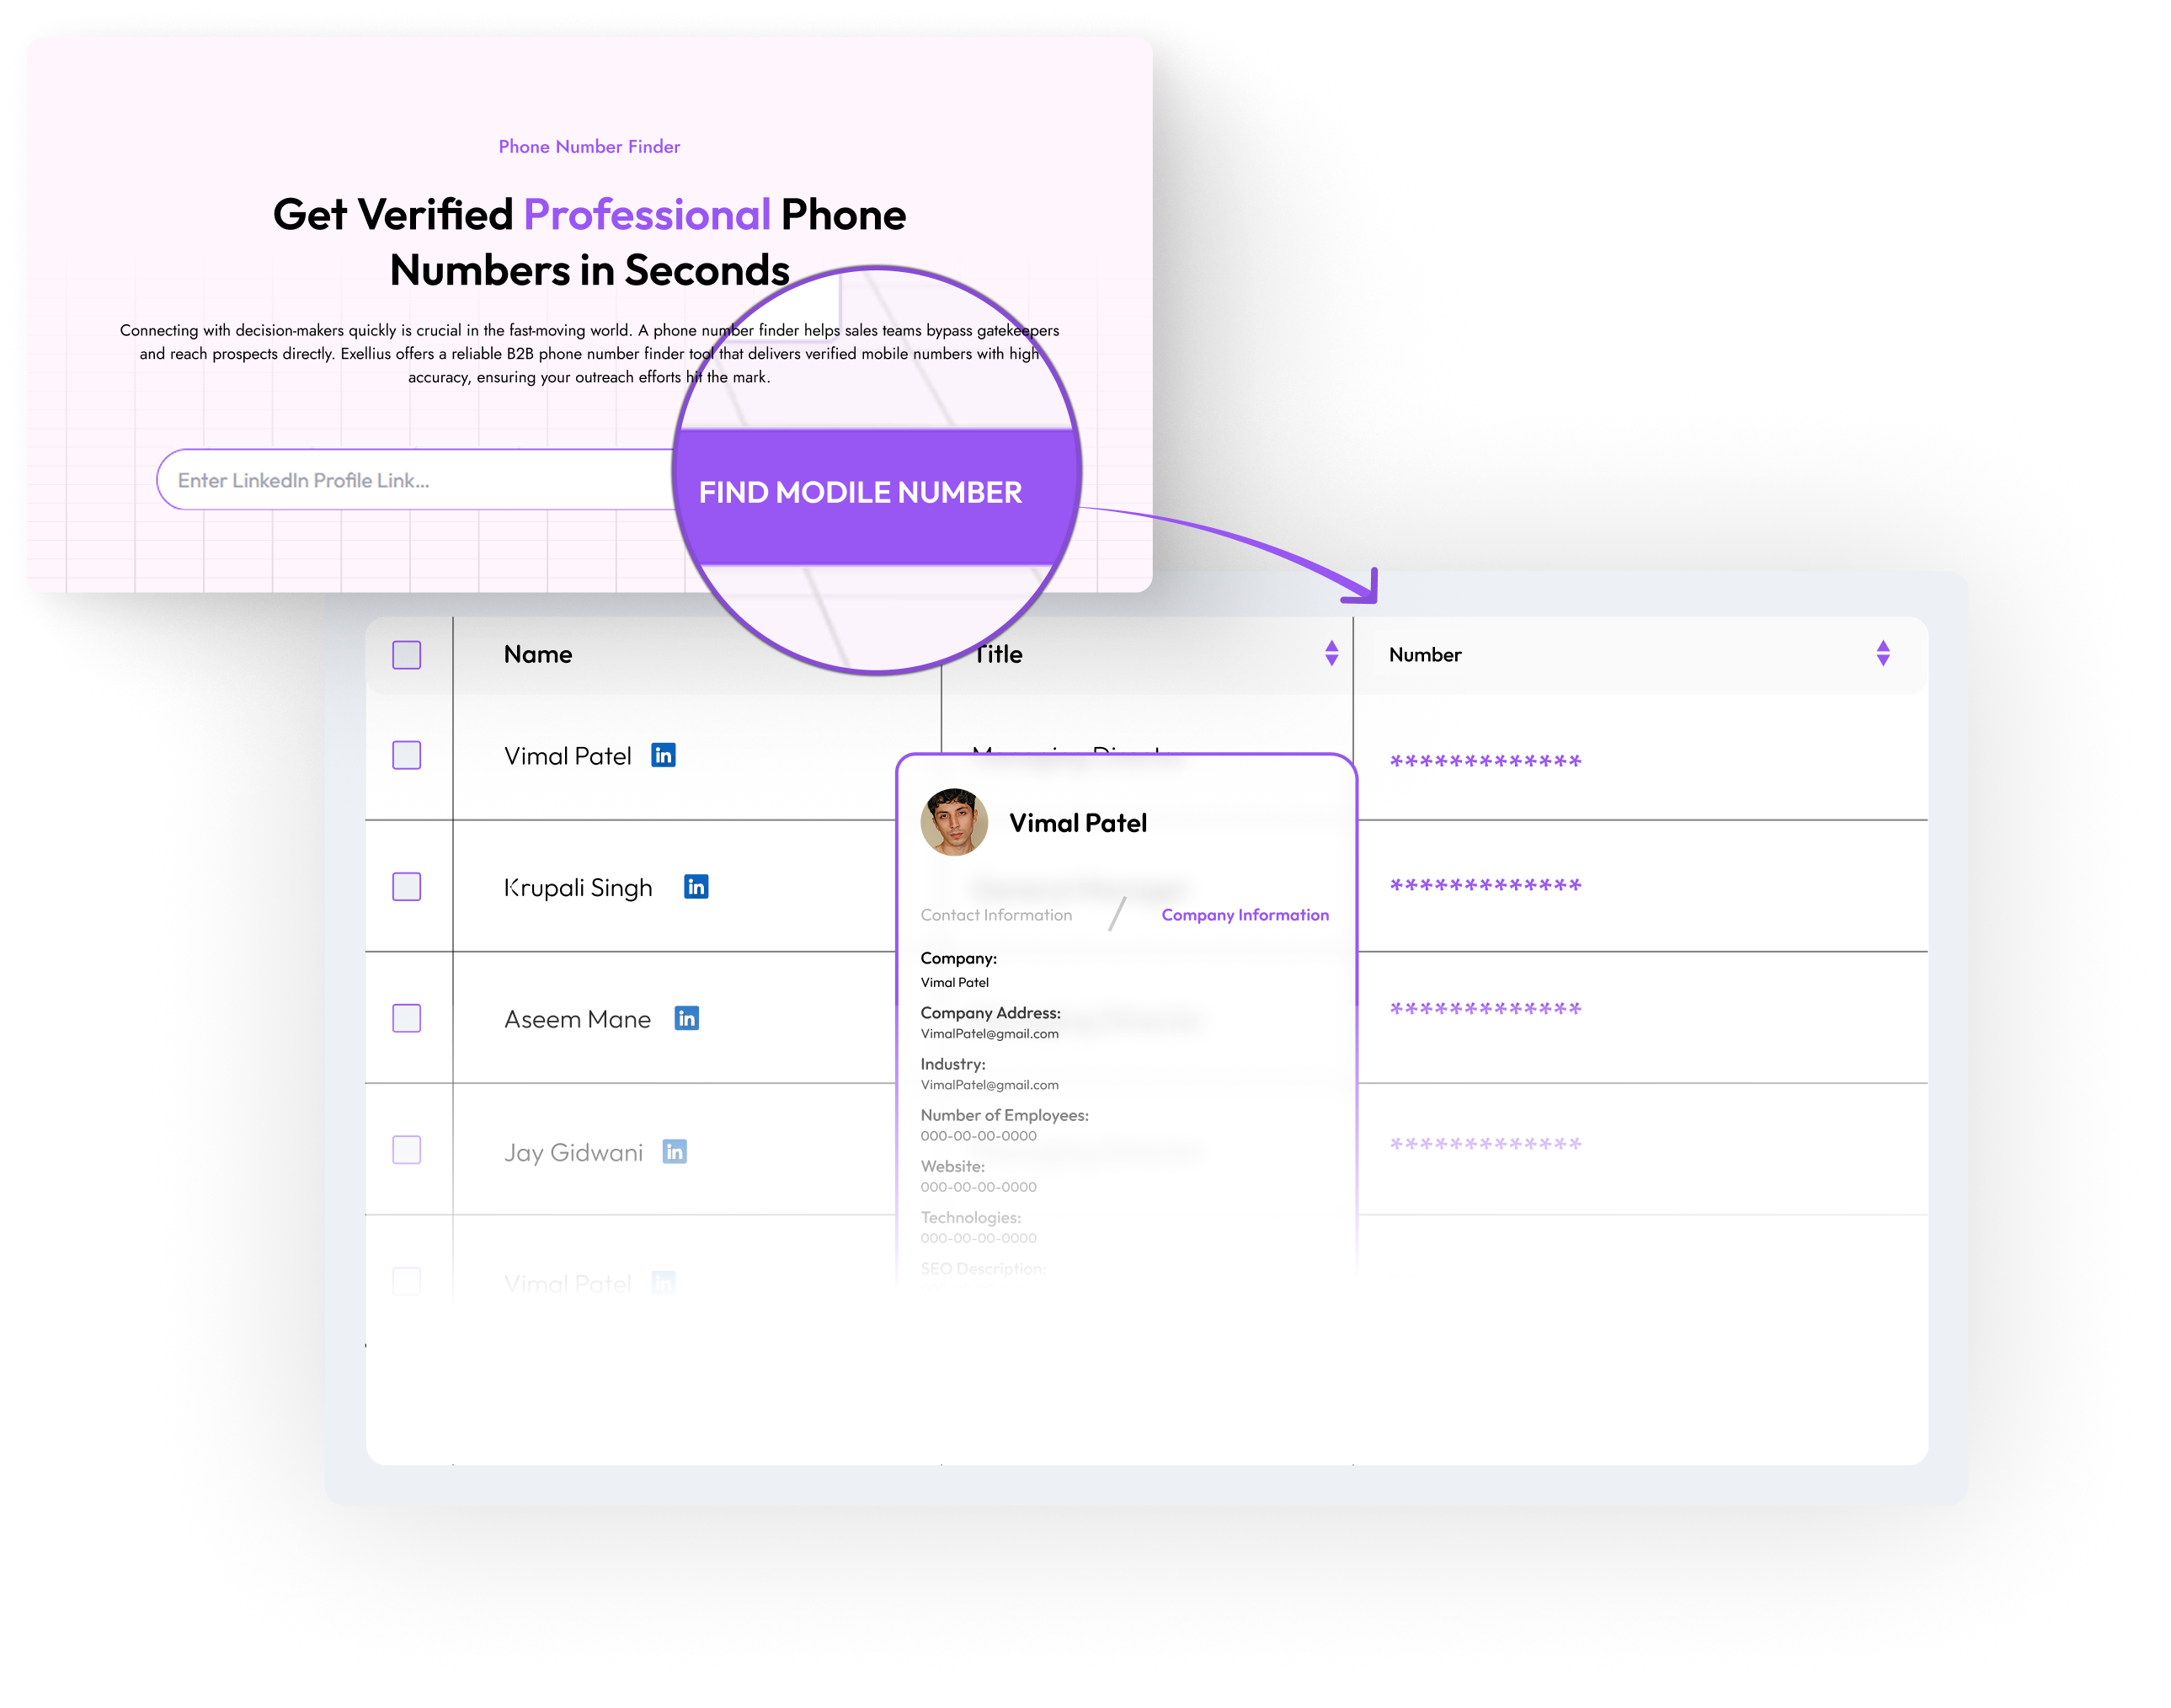 Phone Number Finder
Get Verified Professional Phone
Numbers in Seconds
Connecting with decision-makers quickly is crucial in the fast-moving world. A phone number finder helps sales teams bypass gatekeepers
and reach prospects directly. Exellius offers a reliable B2B phone number finder tool that delivers verified mobile numbers with high
accuracy, ensuring your outreach efforts hit the mark.
Enter LinkedIn Profile Link...
FIND MODILE NUMBER
Name
Title
Number
Vimal Patel in
*************
Krupali Singh in
*************
Aseem Mane in
*************
Jay Gidwani in
*************
Vimal Patel in
Vimal Patel
Contact Information / Company Information
Company:
Vimal Patel
Company Address:
VimalPatel@gmail.com
Industry:
VimalPatel@gmail.com
Number of Employees:
000-00-00-0000
Website:
000-00-00-0000
Technologies:
000-00-00-0000
SEO Description: